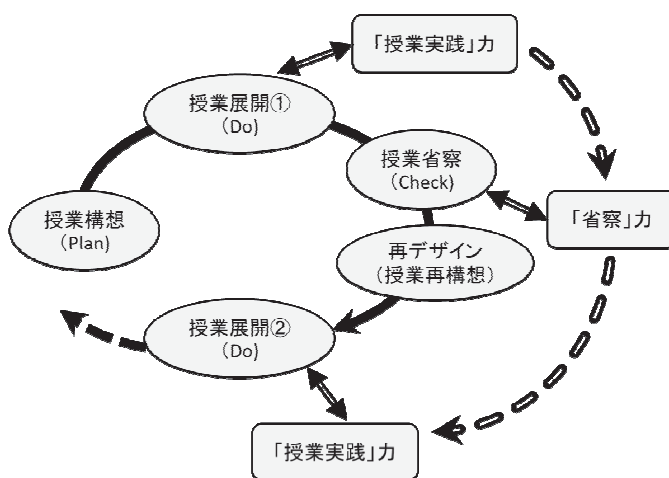 「授業実践」力
授業展開①
（Do)
授業省察
(Check)
授業構想
（Plan)
「省察」力
再デザイン
（授業再構想）
授業展開②
（Do)
「授業実践」力